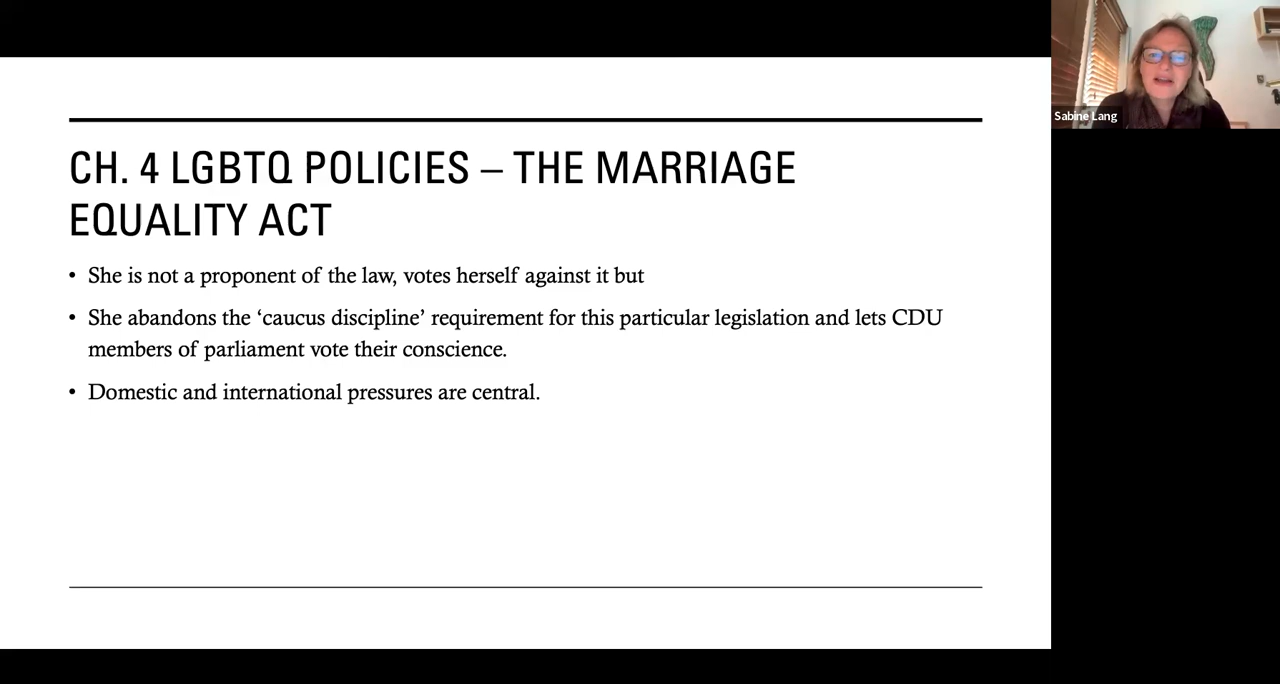 CH. 4 LGBTQ POLICIES – THE MARRIAGE
EQUALITY ACT
• She is not a proponent of the law, votes herself against it but
• She abandons the ‘caucus discipline’ requirement for this particular legislation and lets CDU
members of parliament vote their conscience.
• Domestic and international pressures are central.
Sabine Lang